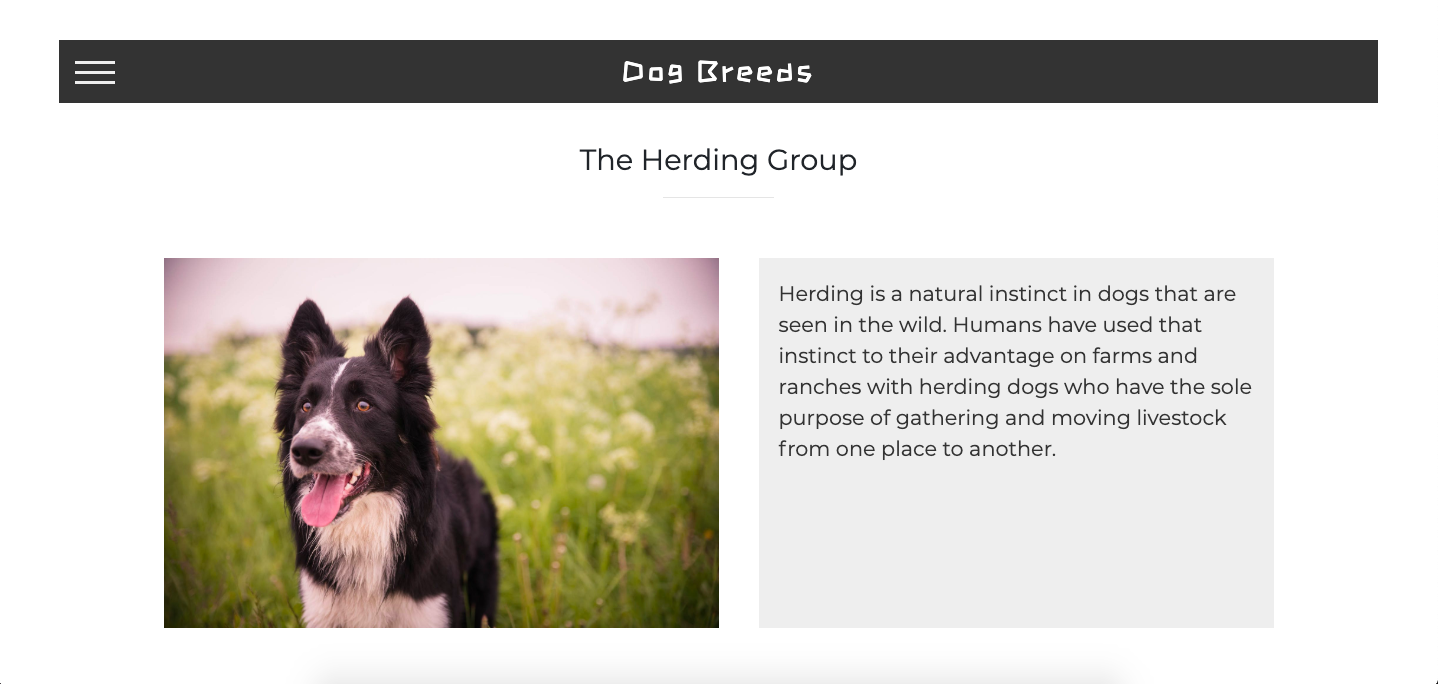 Dog Breeds
The Herding Group
Herding is a natural instinct in dogs that are
seen in the wild. Humans have used that
instinct to their advantage on farms and
ranches with herding dogs who have the sole
purpose of gathering and moving livestock
from one place to another.